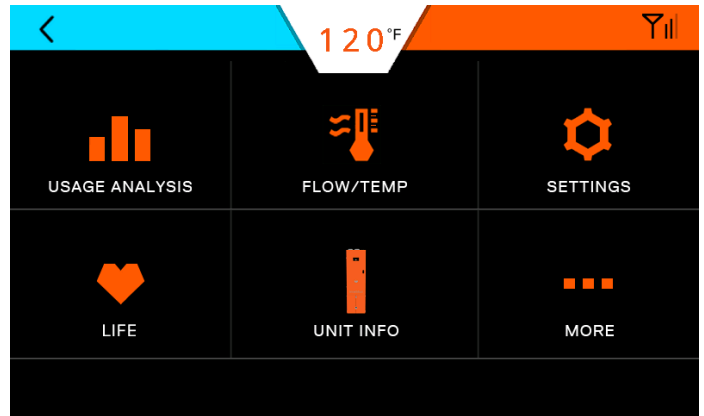 120°F
USAGE ANALYSIS
FLOW/TEMP
SETTINGS
LIFE
UNIT INFO
MORE